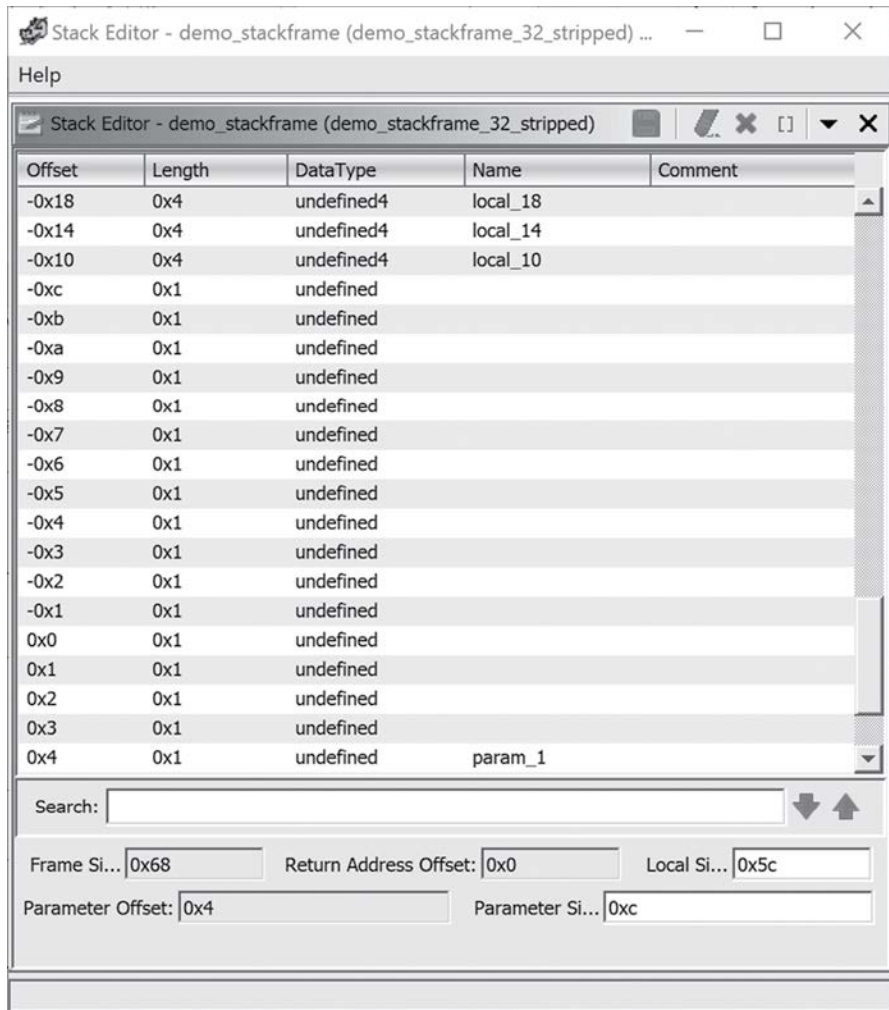 Stack Editor - demo_stackframe (demo_stackframe_32_stripped) ...
Help
Stack Editor - demo_stackframe (demo_stackframe_32_stripped)
Offset Length DataType Name Comment
-0x18 0x4 undefined4 local_18
-0x14 0x4 undefined4 local_14
-0x10 0x4 undefined4 local_10
-0xc 0x1 undefined
-0xb 0x1 undefined
-0xa 0x1 undefined
-0x9 0x1 undefined
-0x8 0x1 undefined
-0x7 0x1 undefined
-0x6 0x1 undefined
-0x5 0x1 undefined
-0x4 0x1 undefined
-0x3 0x1 undefined
-0x2 0x1 undefined
-0x1 0x1 undefined
0x0 0x1 undefined
0x1 0x1 undefined
0x2 0x1 undefined
0x3 0x1 undefined
0x4 0x1 undefined param_1
Search:
Frame Si... 0x68 Return Address Offset: 0x0 Local Si... 0x5c
Parameter Offset: 0x4 Parameter Si... 0xc